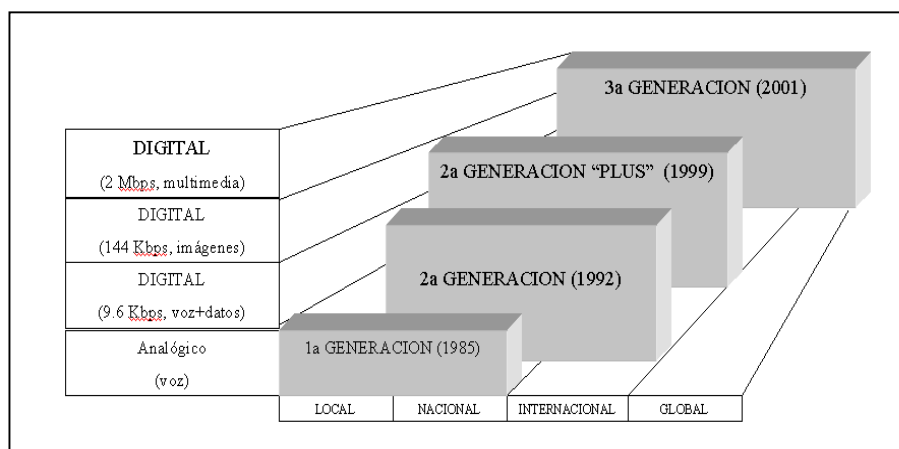 3a GENERACION (2001)
2a GENERACION “PLUS” (1999)
2a GENERACION (1992)
1a GENERACION (1985)
DIGITAL
(2 Mbps, multimedia)
DIGITAL
(144 Kbps, imágenes)
DIGITAL
(9.6 Kbps, voz+datos)
Analógico
(voz)
LOCAL
NACIONAL
INTERNACIONAL
GLOBAL